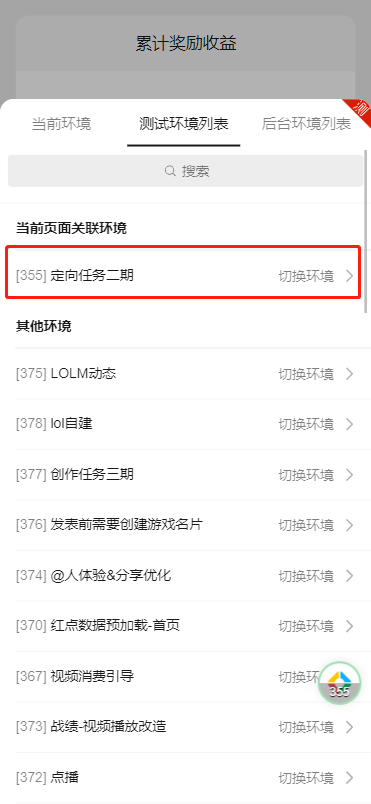 累计奖励收益
测
当前环境 测试环境列表 后台环境列表
搜索
当前页面关联环境
[355] 定向任务二期 切换环境
其他环境
[375] LOLM动态 切换环境
[378] lol自建 切换环境
[377] 创作任务三期 切换环境
[376] 发表前需要创建游戏名片 切换环境
[374] @人体验&分享优化 切换环境
[370] 红点数据预加载-首页 切换环境
[367] 视频消费引导 切换环
355
[373] 战绩-视频播放改造 切换环境
[372] 点播 切换环境